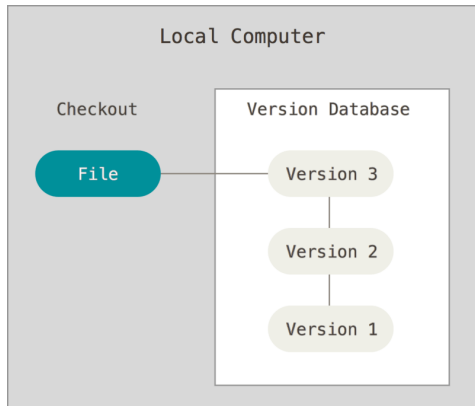 Local Computer
Checkout
Version Database
File
Version 3
Version 2
Version 1